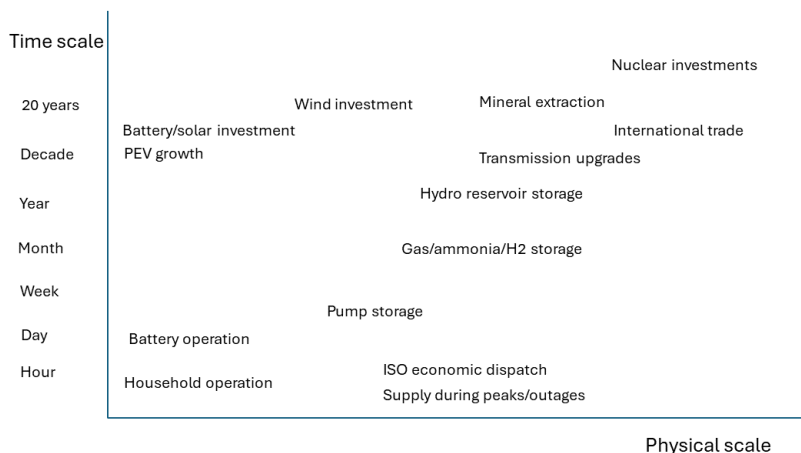 Time scale
Nuclear investments
20 years
Wind investment
Mineral extraction
Battery/solar investment
International trade
Decade
PEV growth
Transmission upgrades
Year
Hydro reservoir storage
Month
Gas/ammonia/H2 storage
Week
Pump storage
Day
Battery operation
Hour
ISO economic dispatch
Household operation
Supply during peaks/outages
Physical scale